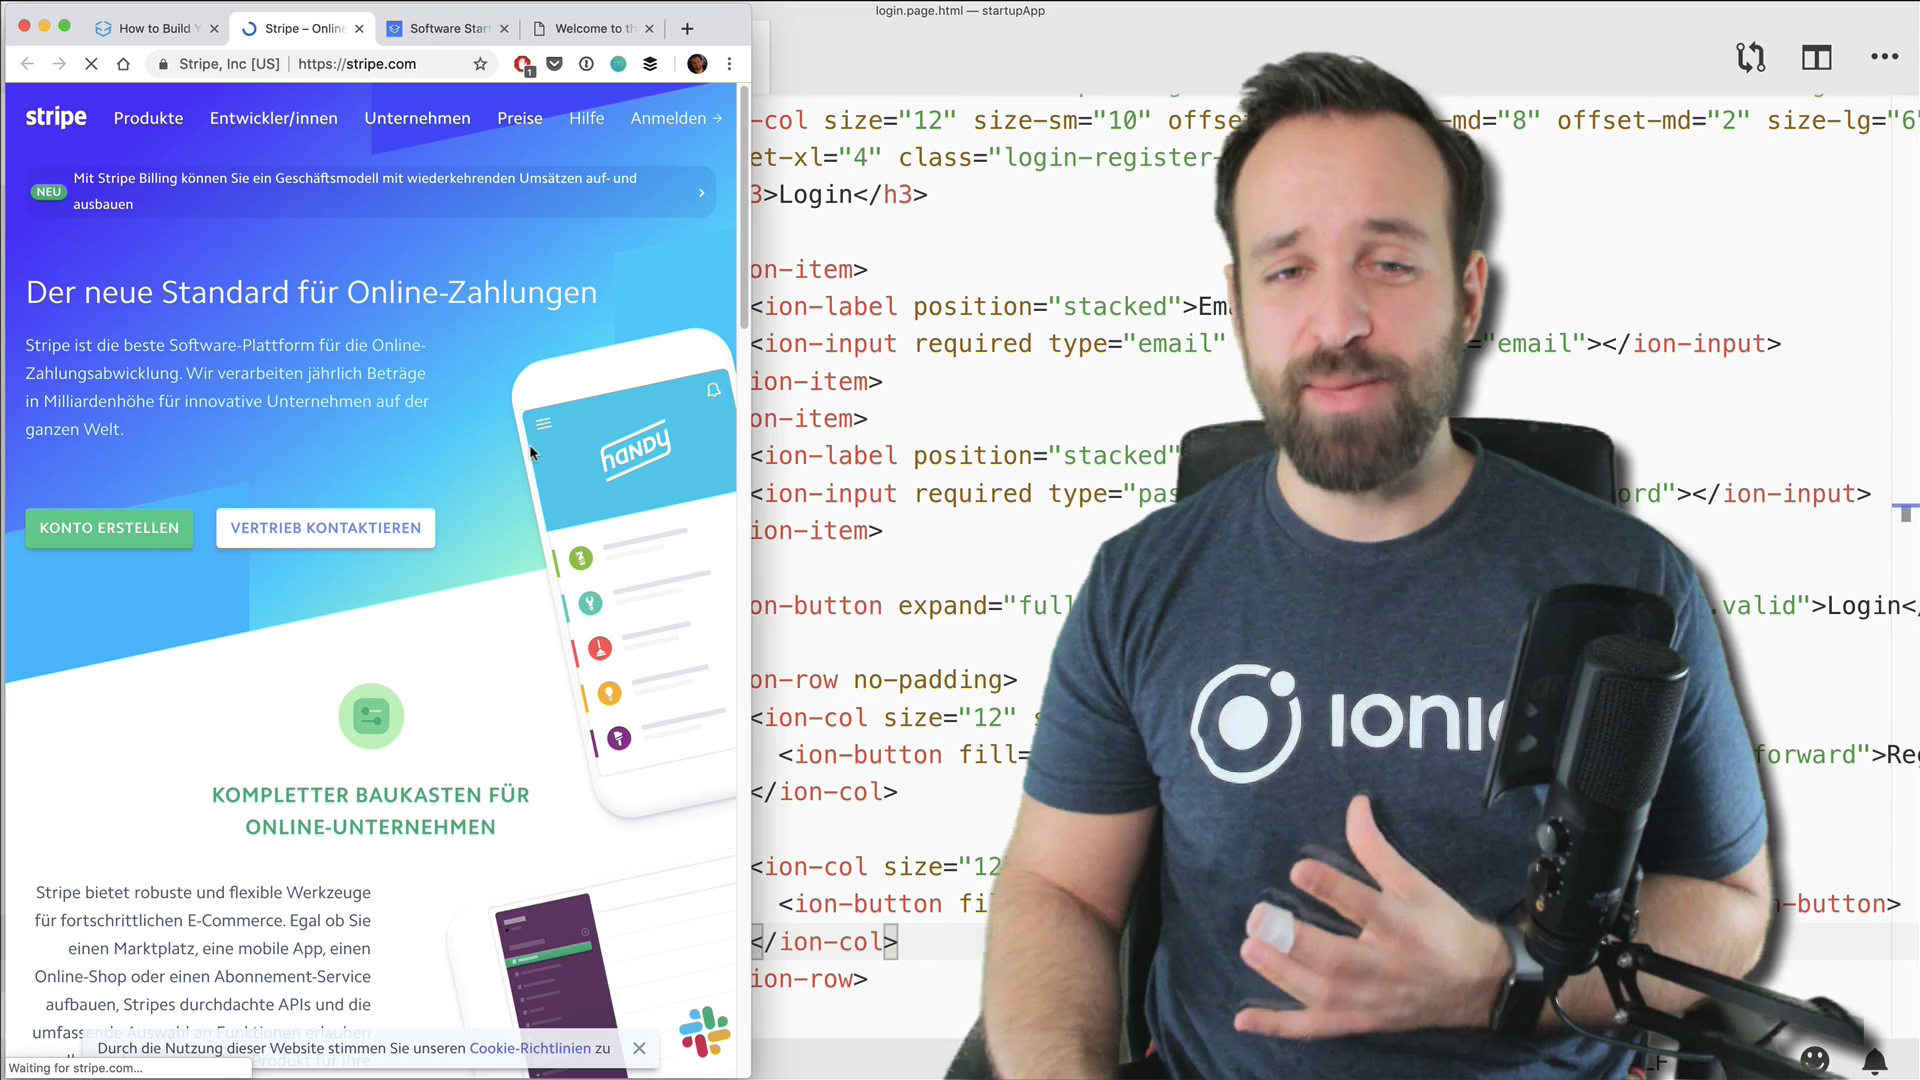 login.page.html — startupApp
How to Build Y
Stripe – Online
Software Star
Welcome to th
Stripe, Inc [US]
https://stripe.com
1
stripe
Produkte
Entwickler/innen
Unternehmen
Preise
Hilfe
Anmelden →
NEU
Mit Stripe Billing können Sie ein Geschäftsmodell mit wiederkehrenden Umsätzen auf- und
ausbauen
Der neue Standard für Online-Zahlungen
Stripe ist die beste Software-Plattform für die Online-
Zahlungsabwicklung. Wir verarbeiten jährlich Beträge
in Milliardenhöhe für innovative Unternehmen auf der
ganzen Welt.
KONTO ERSTELLEN
VERTRIEB KONTAKTIEREN
HANDY
KOMPLETTER BAUKASTEN FÜR
ONLINE-UNTERNEHMEN
Stripe bietet robuste und flexible Werkzeuge
für fortschrittlichen E-Commerce. Egal ob Sie
einen Marktplatz, eine mobile App, einen
Online-Shop oder einen Abonnement-Service
aufbauen, Stripes durchdachte APIs und die
umfassende Auswahl an Funktionen erlauben
Durch die Nutzung dieser Website stimmen Sie unseren Cookie-Richtlinien zu
Waiting for stripe.com...
-col size="12" size-sm="10" offse -md="8" offset-md="2" size-lg="6"
et-xl="4" class="login-register-
3>Login</h3>
on-item>
<ion-label position="stacked">Ema
<ion-input required type="email" ="email"></ion-input>
ion-item>
on-item>
<ion-label position="stacked"
<ion-input required type="pas ord"></ion-input>
ion-item>
on-button expand="full .valid">Login</
on-row no-padding>
<ion-col size="12" s
<ion-button fill= forward">Re
</ion-col>
<ion-col size="12
<ion-button fi -button>
</ion-col>
ion-row>
ionic